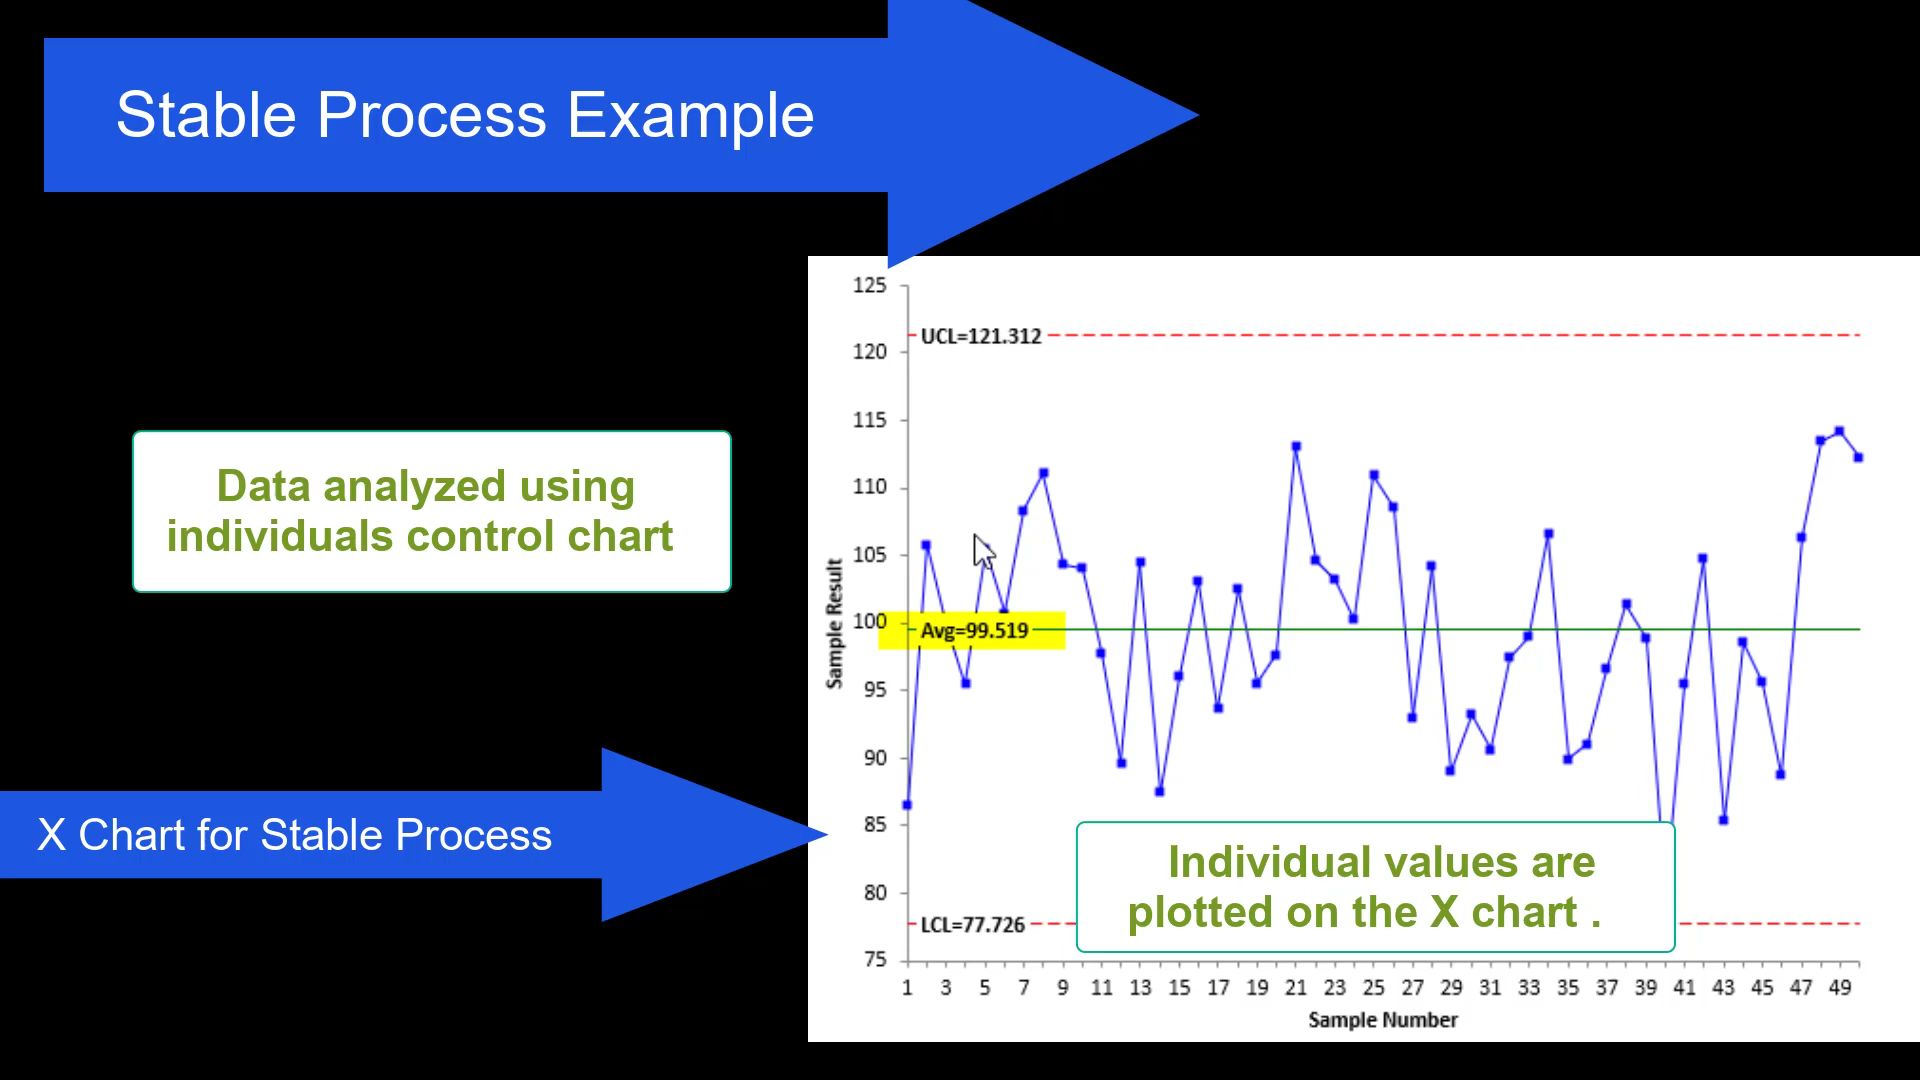 Stable Process Example
Data analyzed using
individuals control chart
X Chart for Stable Process
125
UCL=121.312
120
115
110
105
100
Avg=99.519
95
90
85
80
LCL=77.726
75
Sample Result
1 3 5 7 9 11 13 15 17 19 21 23 25 27 29 31 33 35 37 39 41 43 45 47 49
Sample Number
Individual values are
plotted on the X chart .